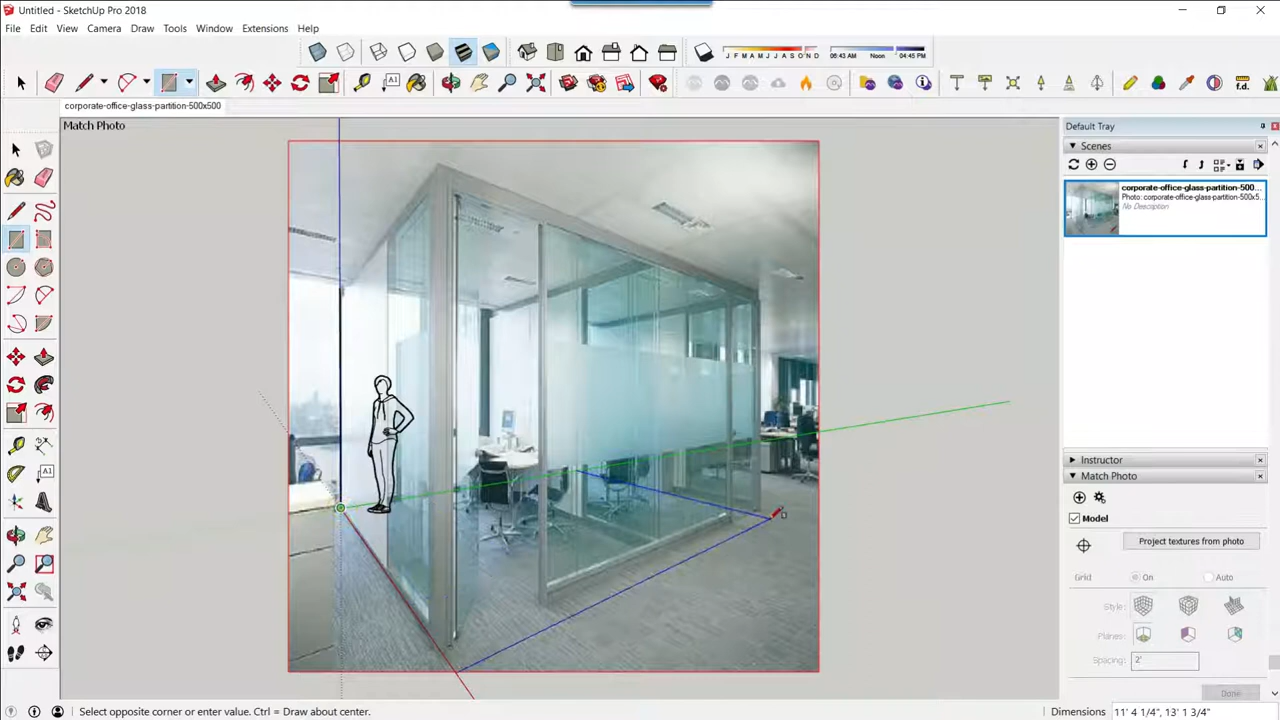 Untitled - SketchUp Pro 2018
File Edit View Camera Draw Tools Window Extensions Help
J F M A M J J A S O N D 06:43 AM Noon 04:45 PM
A1 f.d.
corporate-office-glass-partition-500x500
Match Photo
Default Tray
Scenes
corporate-office-glass-partition-500...
Photo: corporate-office-glass-partition-500x5...
No Description
A1
Instructor
Match Photo
Model
Project textures from photo
Grid On Auto
Style:
Planes:
Spacing: 2'
Done
Select opposite corner or enter value. Ctrl = Draw about center. Dimensions 11' 4 1/4", 13' 1 3/4"